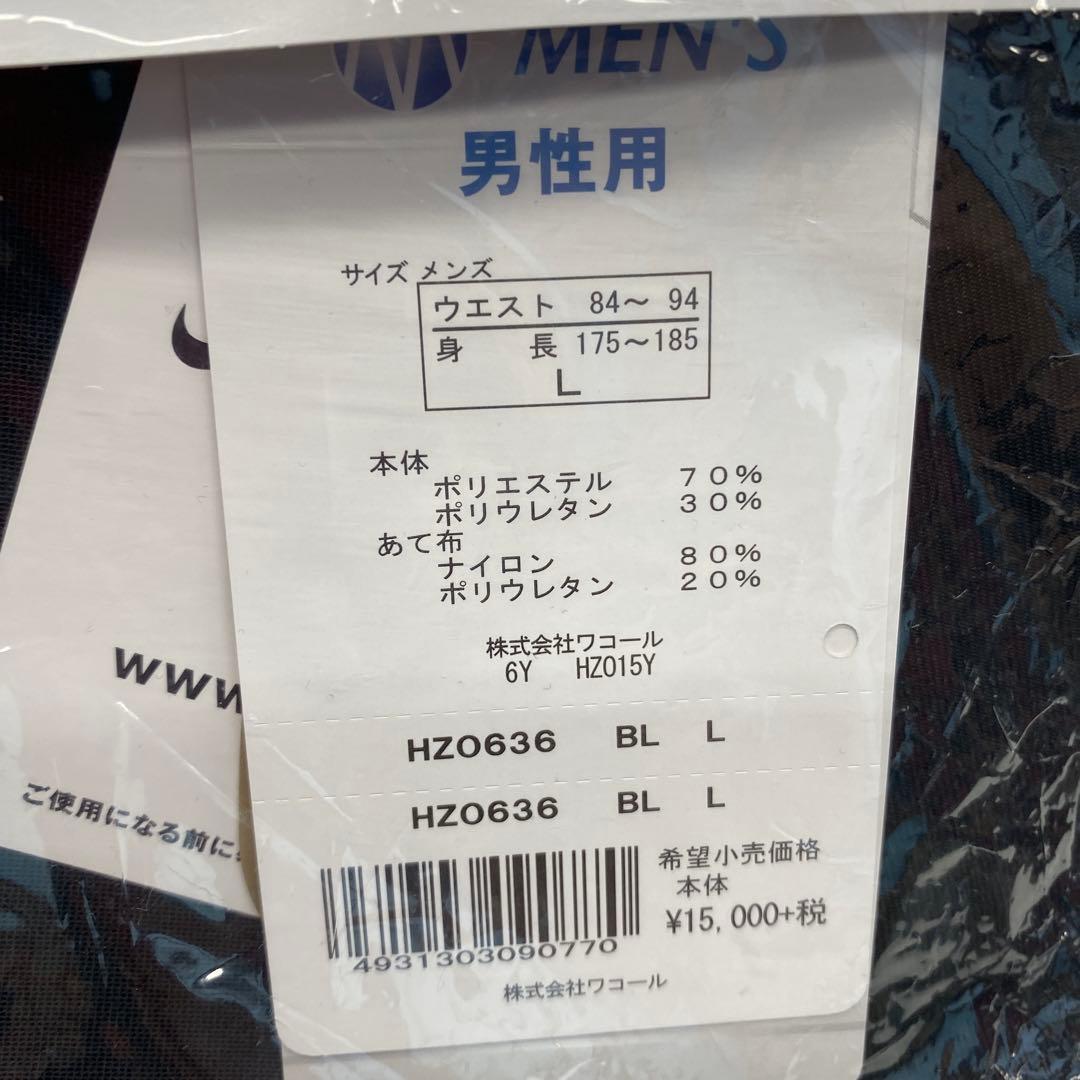 MEN'S
男性用
サイズ メンズ
ウエスト 84～ 94
身 長 175～185
L
本体
ポリエステル 70%
ポリウレタン 30%
あて布
ナイロン 80%
ポリウレタン 20%
株式会社ワコール
6Y HZ015Y
HZO636 BL L
HZO636 BL L
希望小売価格
本体
¥15,000+税
4931303090770
株式会社ワコール
www.
ご使用になる前に